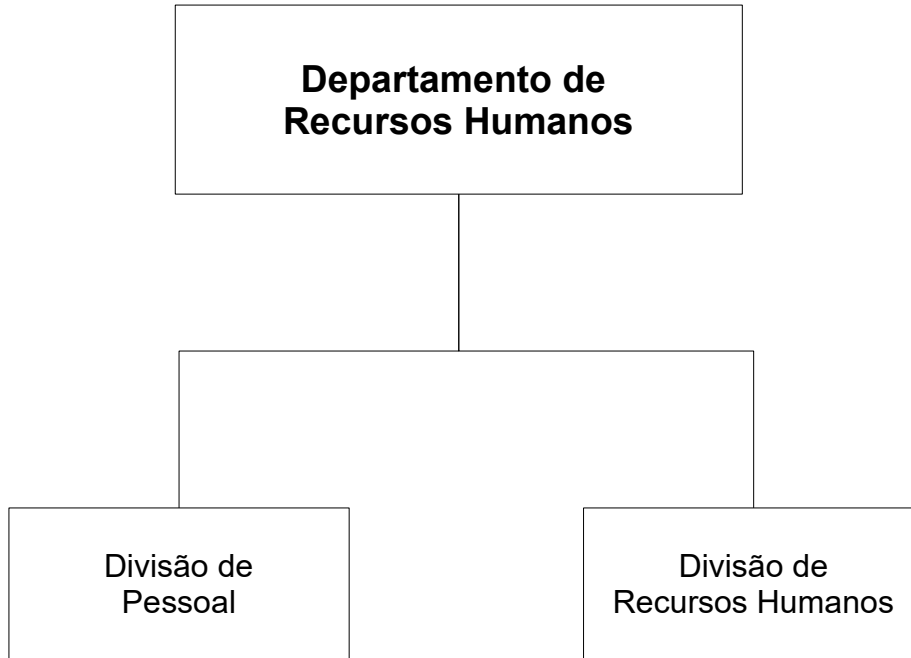 Departamento de
Recursos Humanos
Divisão de
Pessoal
Divisão de
Recursos Humanos